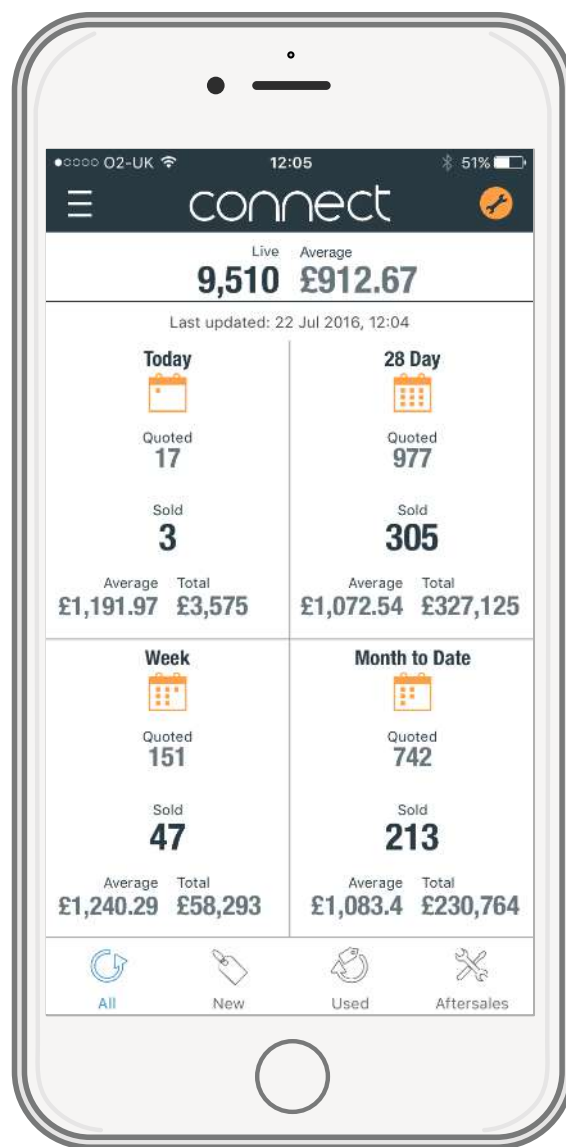 O2-UK 12:05 51%
connect
Live Average
9,510 £912.67
Last updated: 22 Jul 2016, 12:04
Today
Quoted
17
Sold
3
Average Total
£1,191.97 £3,575
28 Day
Quoted
977
Sold
305
Average Total
£1,072.54 £327,125
Week
Quoted
151
Sold
47
Average Total
£1,240.29 £58,293
Month to Date
Quoted
742
Sold
213
Average Total
£1,083.4 £230,764
All New Used Aftersales